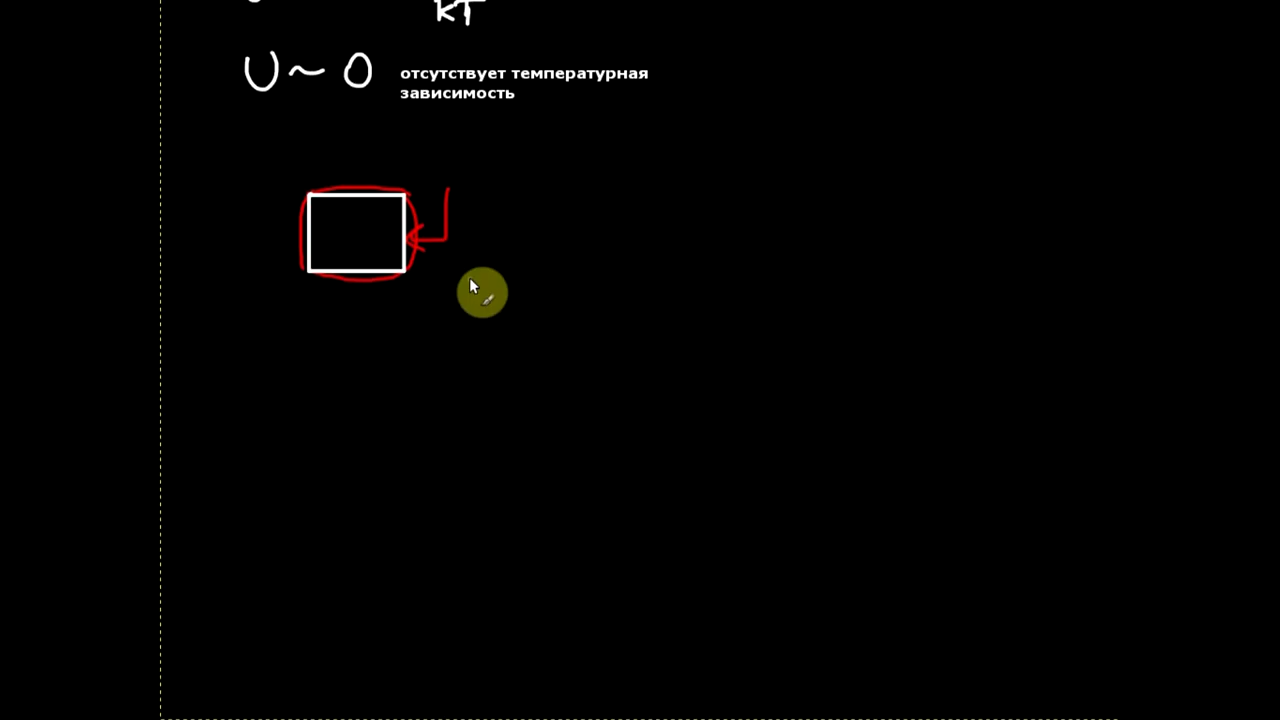 kT
U ~ 0
отсутствует температурная
зависимость